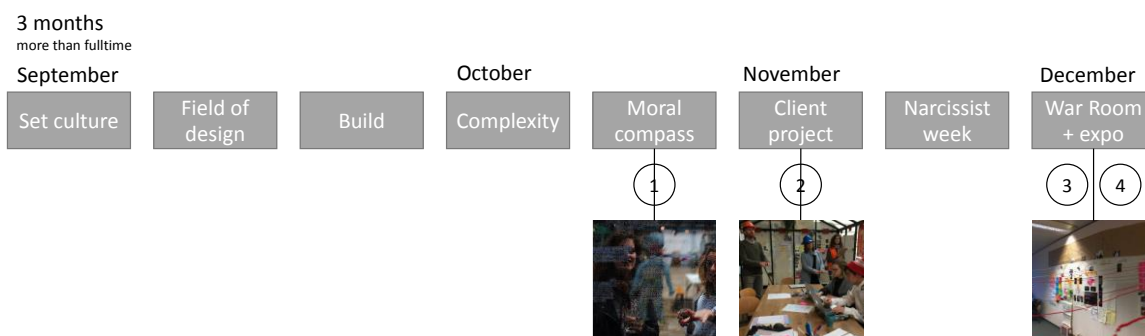 3 months
more than fulltime
September
October
November
December
Set culture
Field of
design
Build
Complexity
Moral
compass
Client
project
Narcissist
week
War Room
+ expo
1
2
3
4